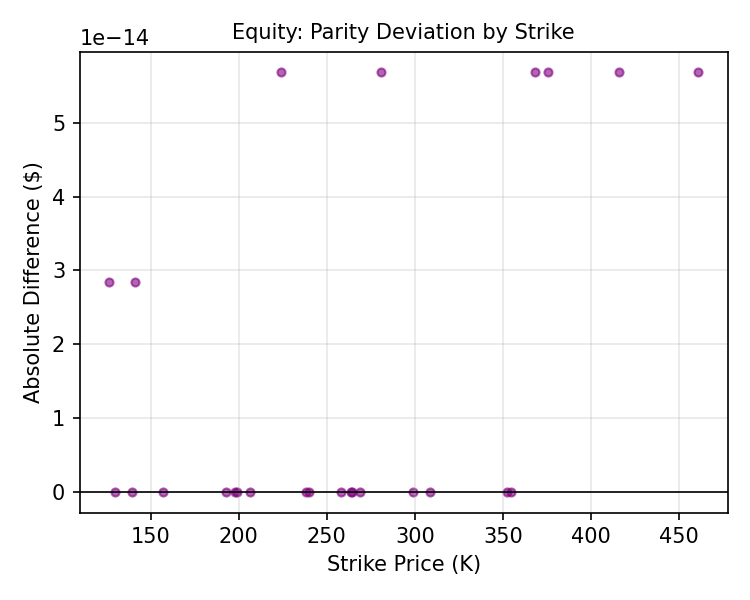 Equity: Parity Deviation by Strike
1e−14
5
4
3
2
1
0
Absolute Difference ($)
150 200 250 300 350 400 450
Strike Price (K)